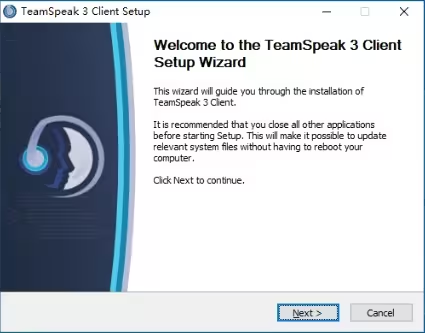 TeamSpeak 3 Client Setup
Welcome to the TeamSpeak 3 Client
Setup Wizard
This wizard will guide you through the installation of
TeamSpeak 3 Client.
It is recommended that you close all other applications
before starting Setup. This will make it possible to update
relevant system files without having to reboot your
computer.
Click Next to continue.
Next >
Cancel